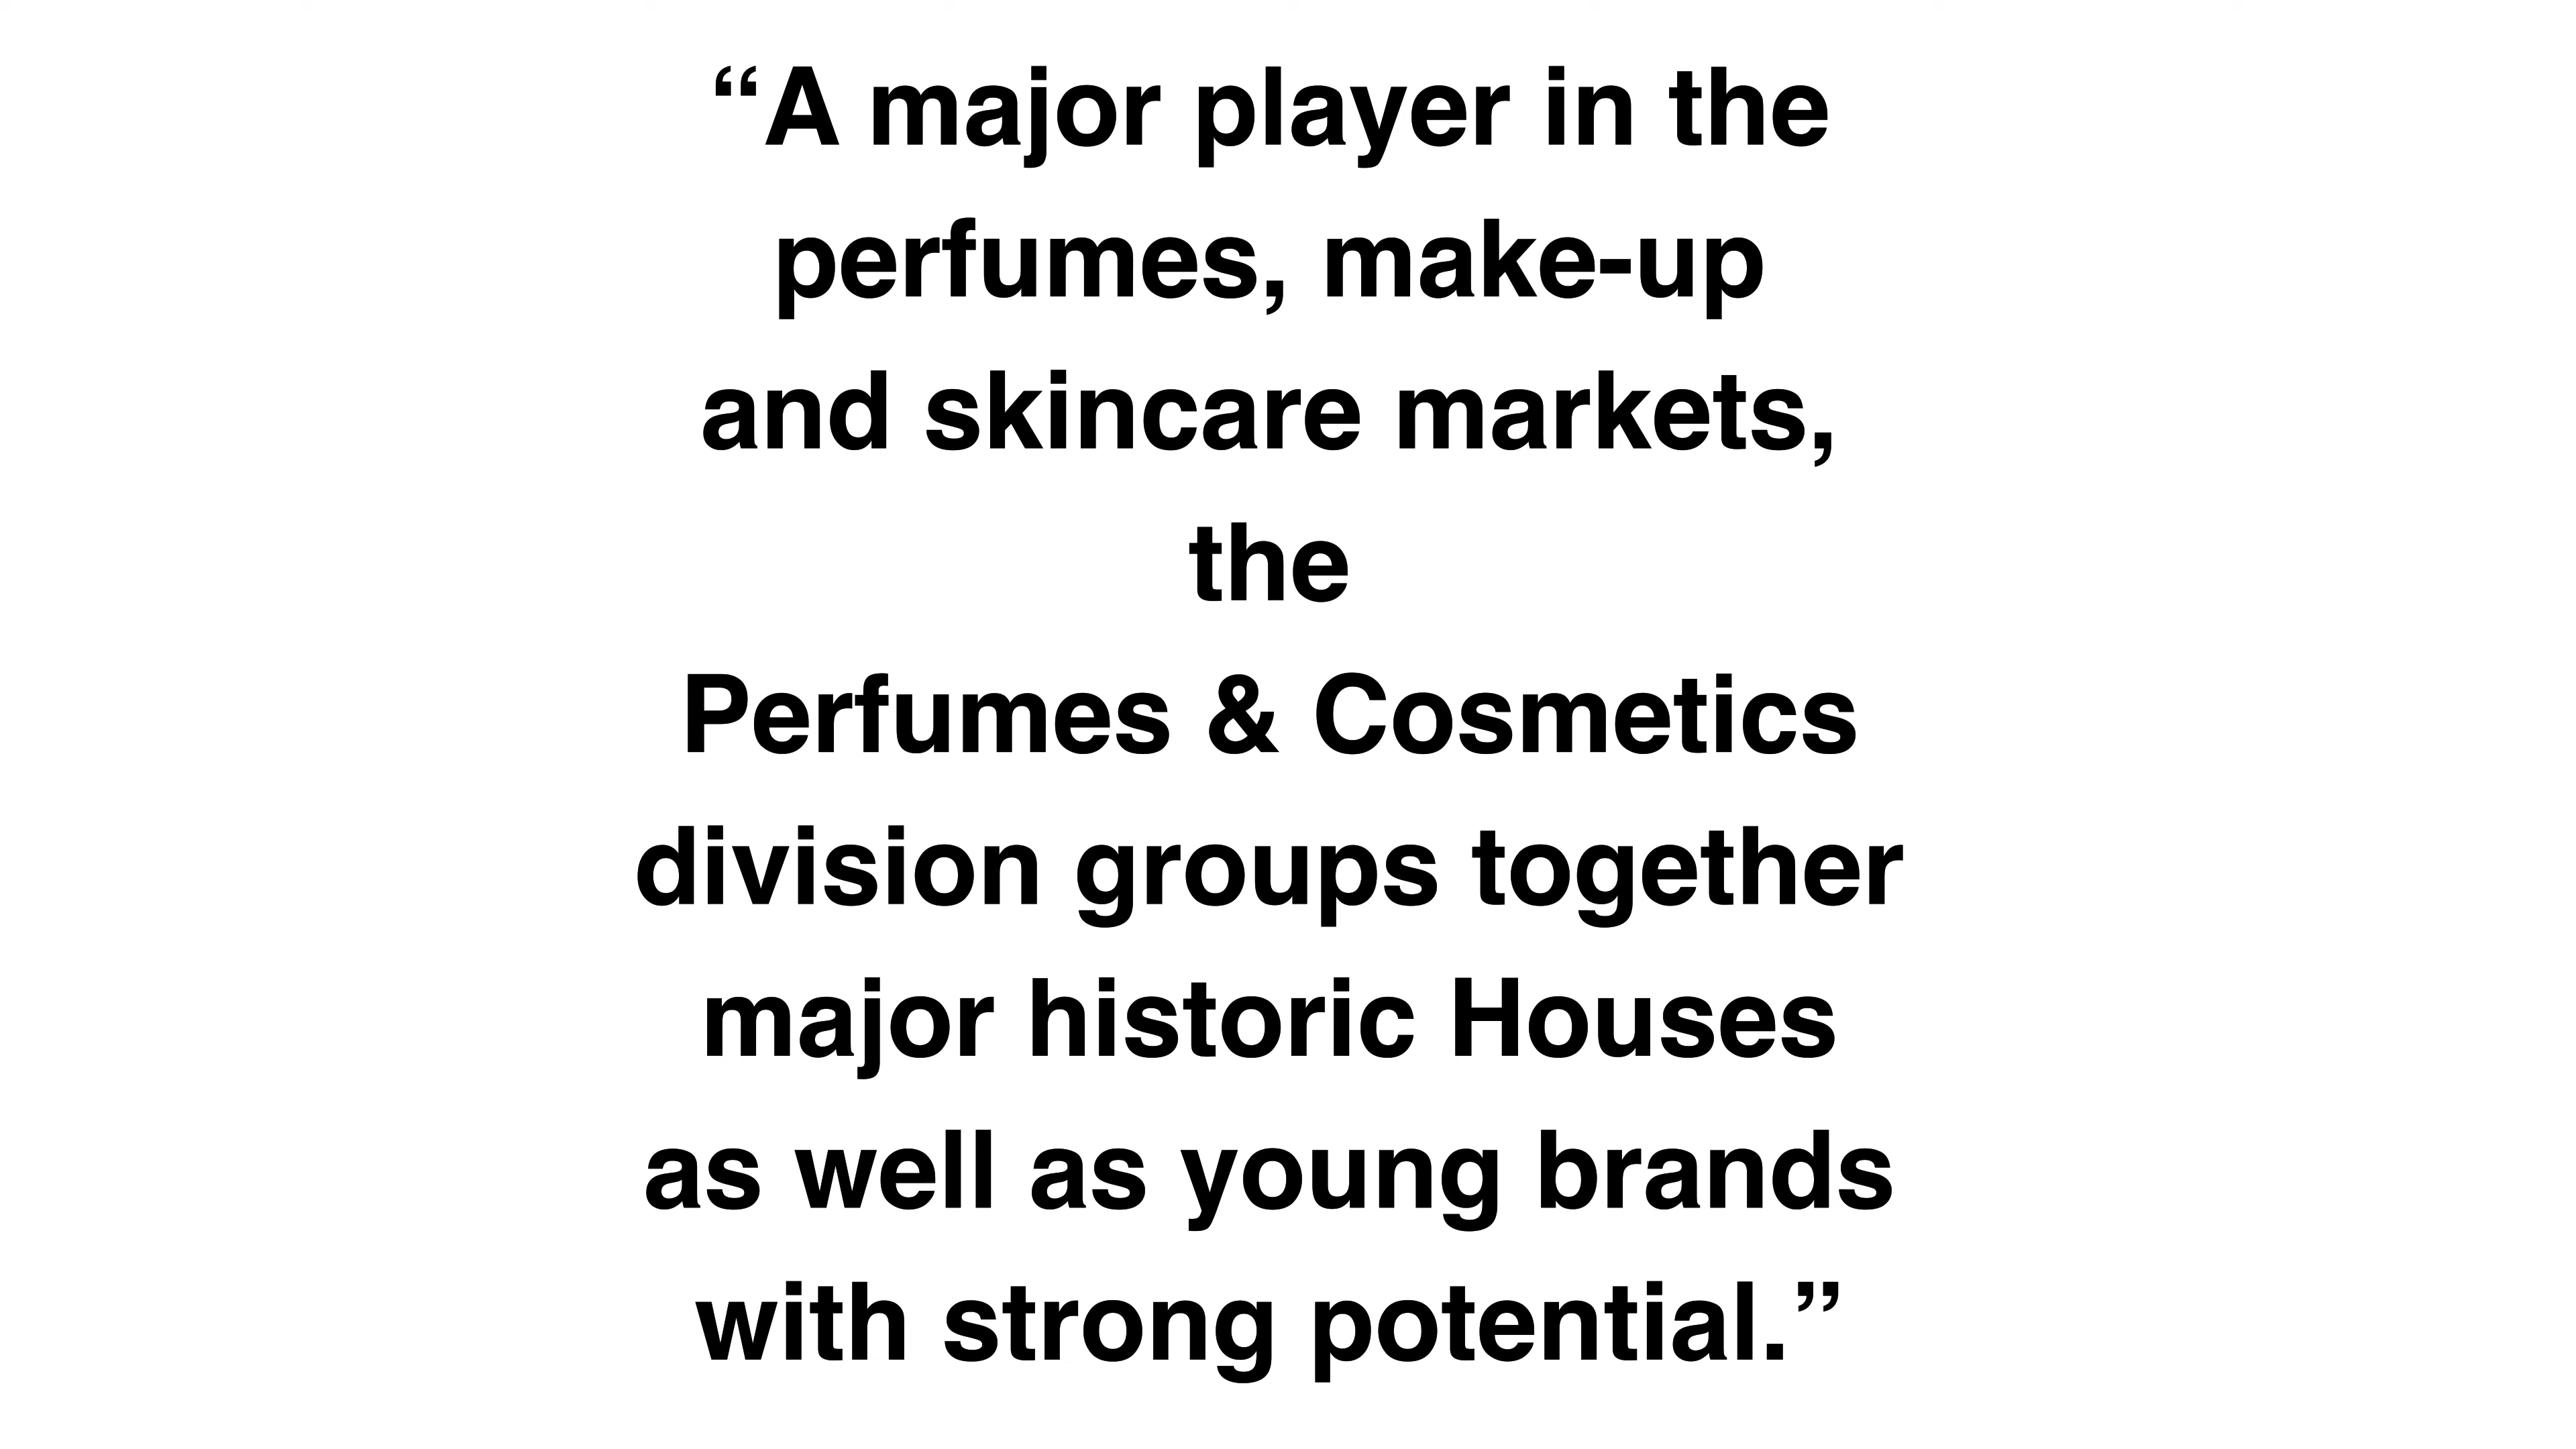 “A major player in the
perfumes, make-up
and skincare markets,
the
Perfumes & Cosmetics
division groups together
major historic Houses
as well as young brands
with strong potential.”